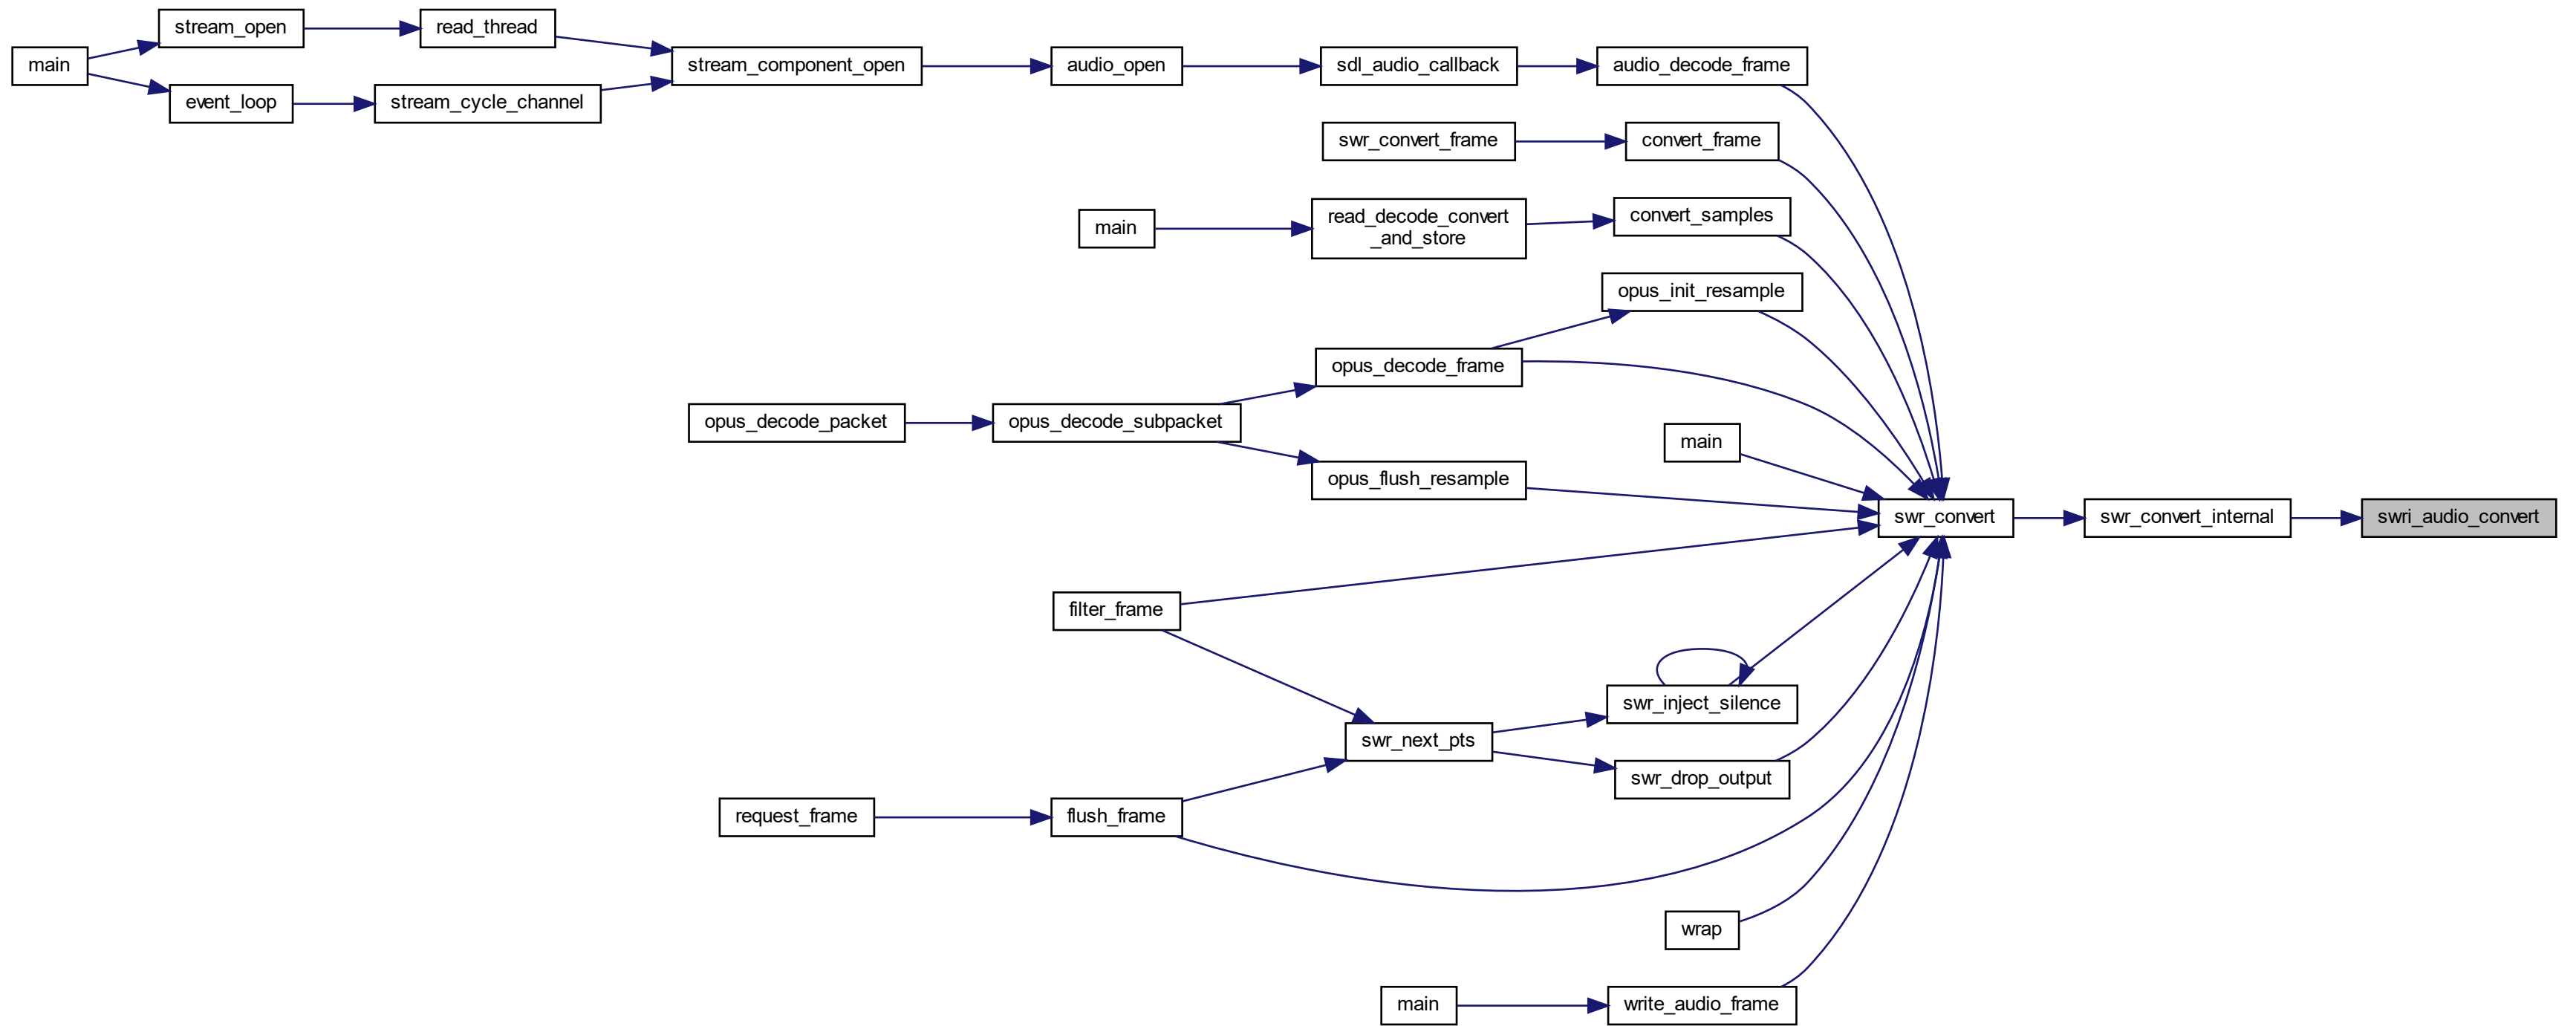 stream_open
read_thread
main
stream_component_open
audio_open
sdl_audio_callback
audio_decode_frame
event_loop
stream_cycle_channel
swr_convert_frame
convert_frame
main
read_decode_convert
_and_store
convert_samples
opus_init_resample
opus_decode_frame
opus_decode_packet
opus_decode_subpacket
main
opus_flush_resample
swr_convert
swr_convert_internal
swri_audio_convert
filter_frame
swr_inject_silence
swr_next_pts
swr_drop_output
request_frame
flush_frame
wrap
main
write_audio_frame